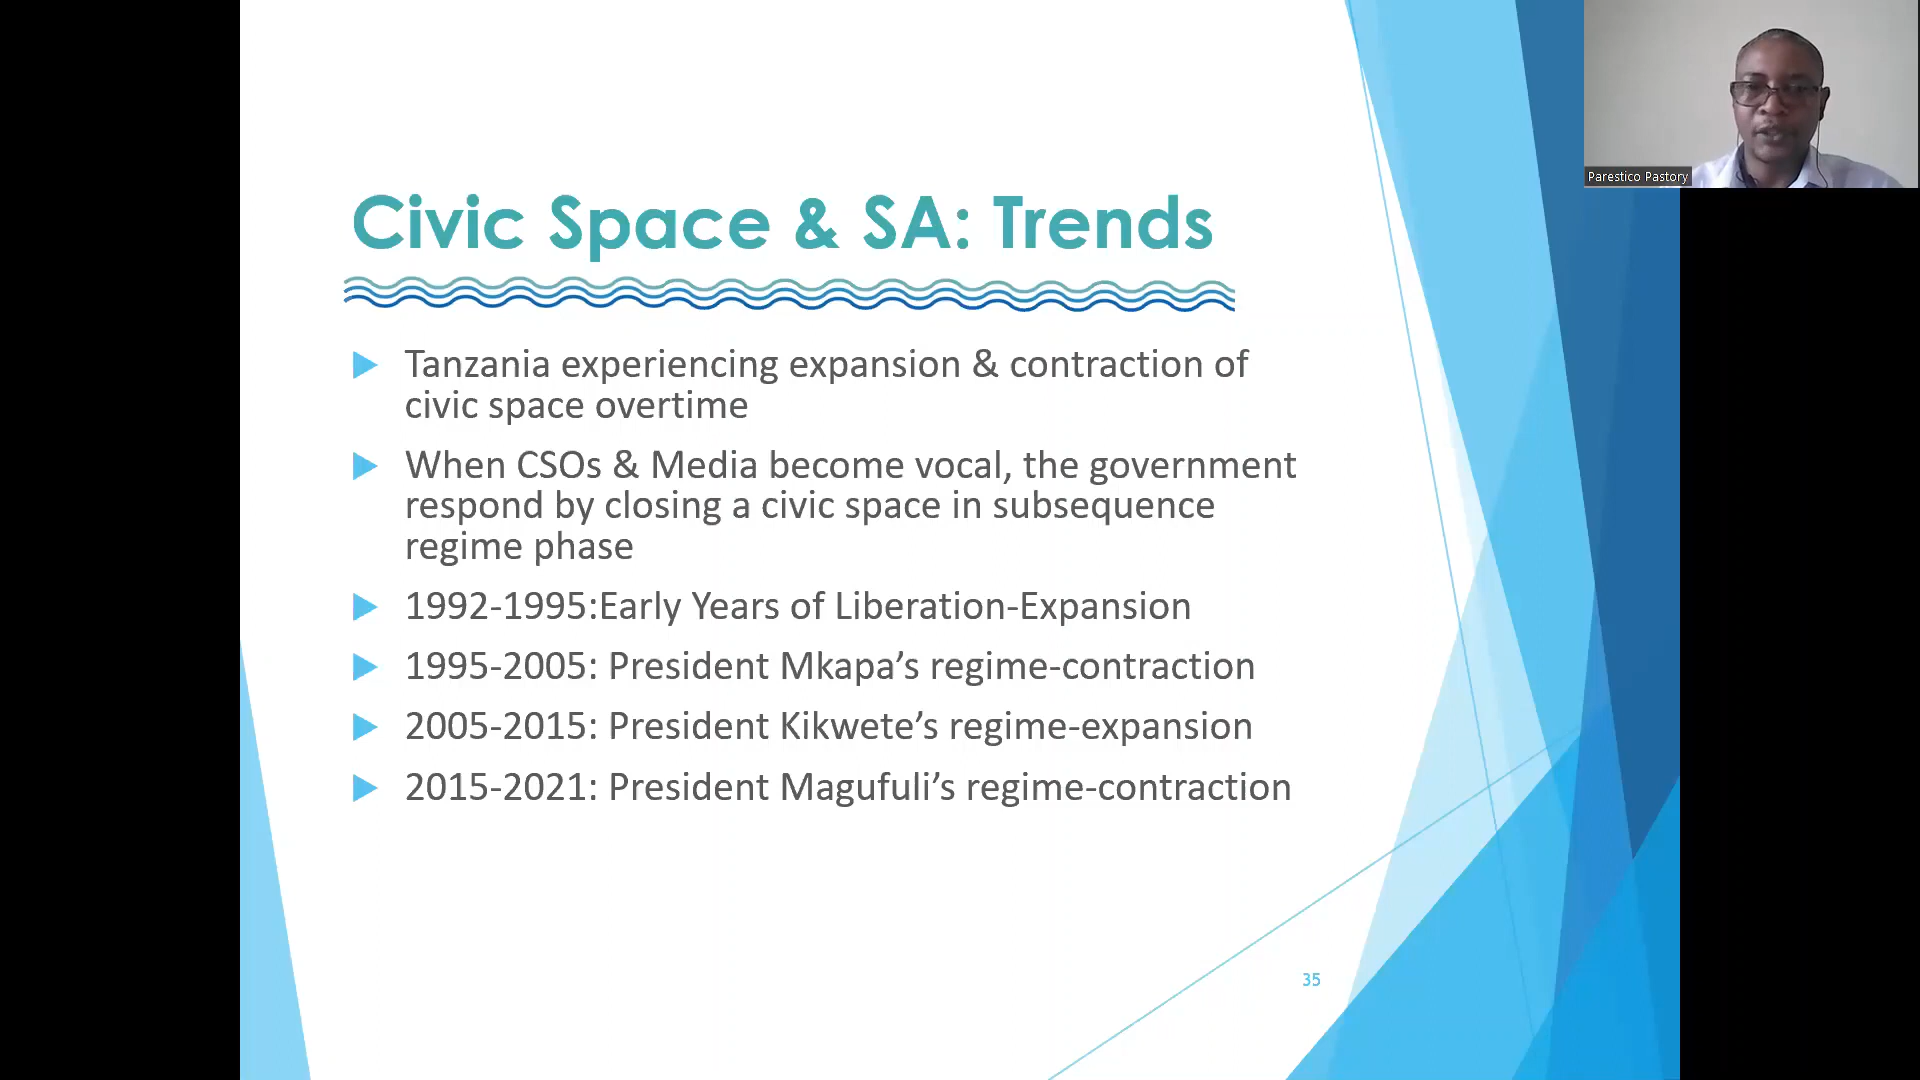 Civic Space & SA: Trends
Tanzania experiencing expansion & contraction of
civic space overtime
When CSOs & Media become vocal, the government
respond by closing a civic space in subsequence
regime phase
1992-1995:Early Years of Liberation-Expansion
1995-2005: President Mkapa’s regime-contraction
2005-2015: President Kikwete’s regime-expansion
2015-2021: President Magufuli’s regime-contraction
35
Parestico Pastory